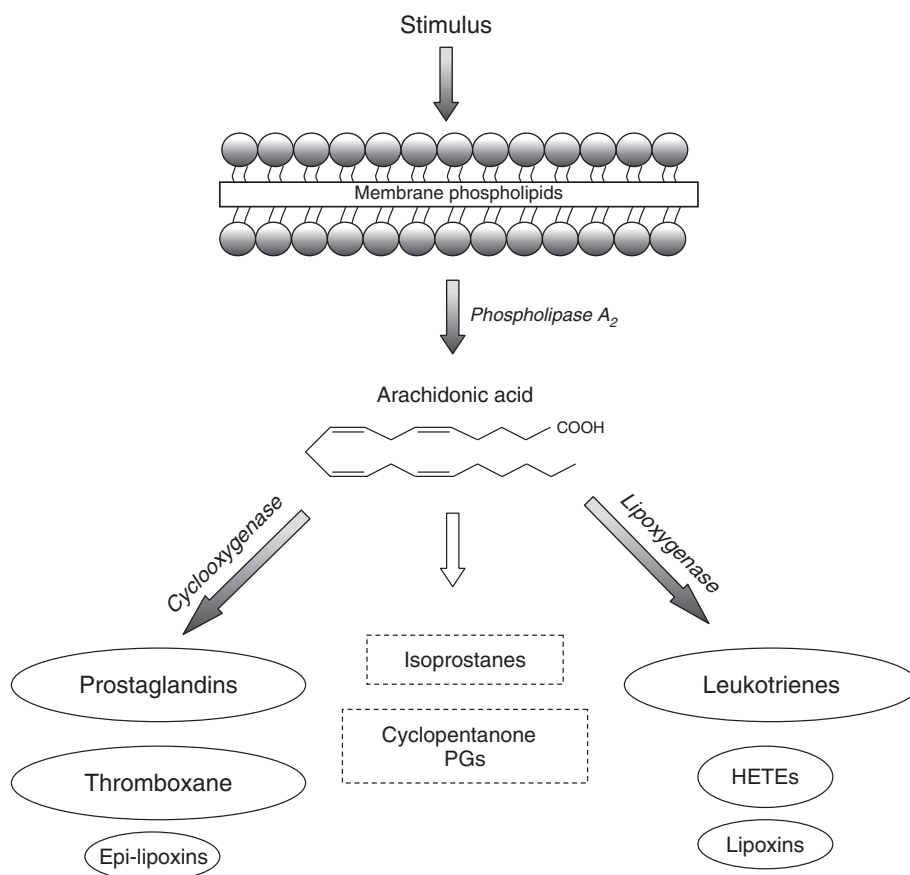 Stimulus
Membrane phospholipids
Phospholipase A2
Arachidonic acid
COOH
Cyclooxygenase
Lipoxygenase
Prostaglandins
Isoprostanes
Leukotrienes
Cyclopentanone
PGs
Thromboxane
HETEs
Epi-lipoxins
Lipoxins